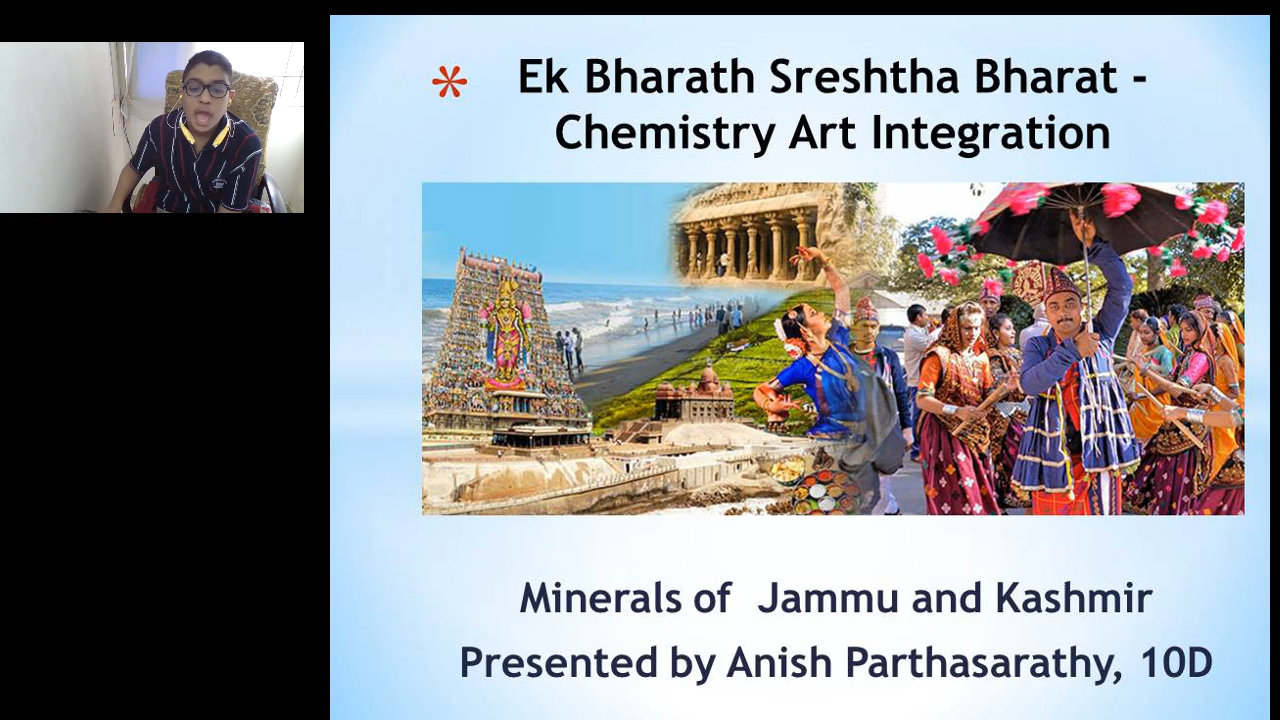 Ek Bharath Sreshtha Bharat -
Chemistry Art Integration
Minerals of  Jammu and Kashmir
Presented by Anish Parthasarathy, 10D